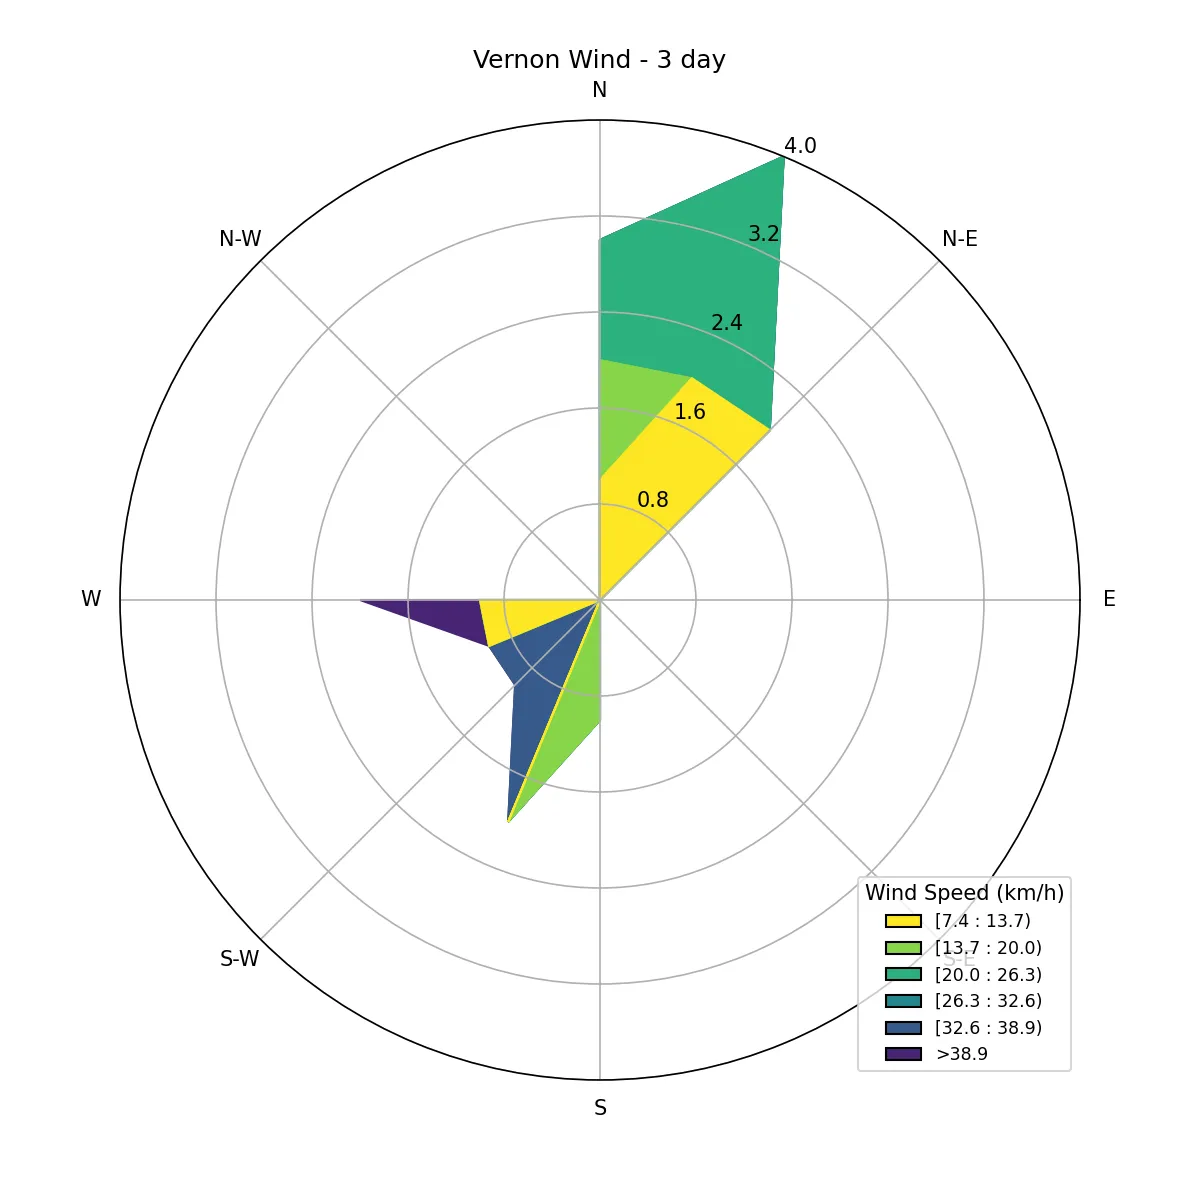 Vernon Wind - 3 day
N
4.0
3.2
N-W
N-E
2.4
1.6
0.8
W
E
Wind Speed (km/h)
[7.4 : 13.7)
[13.7 : 20.0)
S-W
S-E
[20.0 : 26.3)
[26.3 : 32.6)
[32.6 : 38.9)
>38.9
S